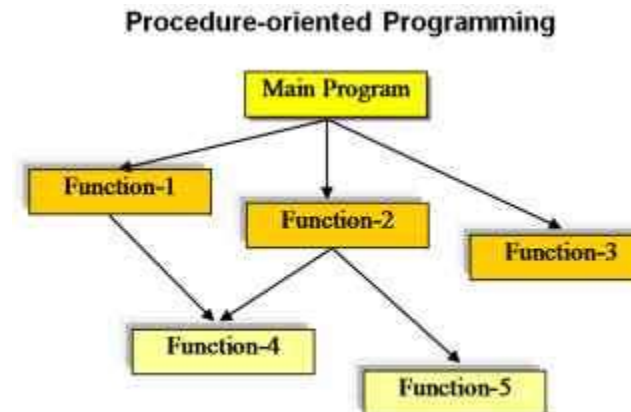 Procedure-oriented Programming
Main Program
Function-1
Function-2
Function-3
Function-4
Function-5